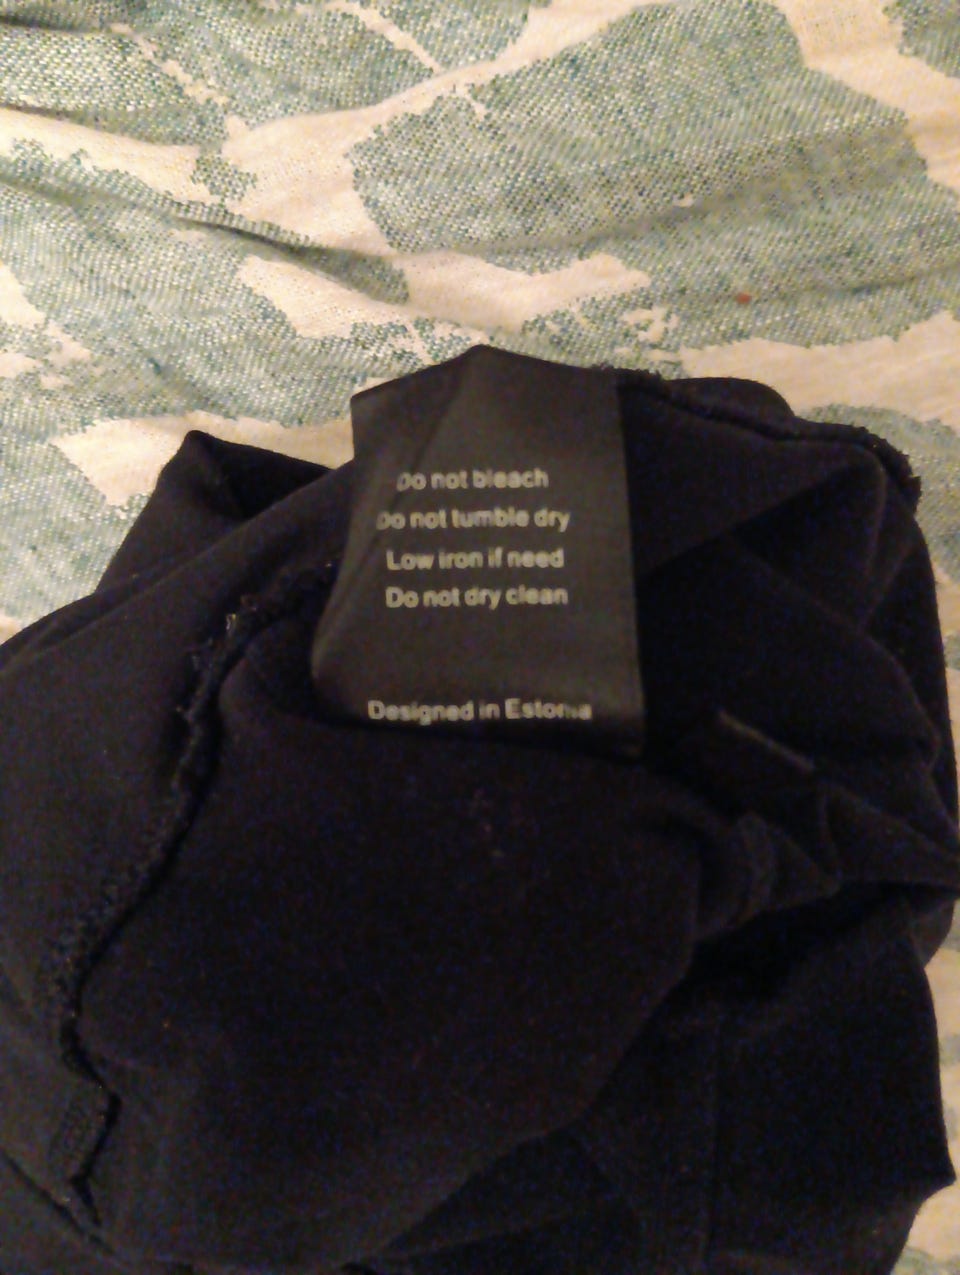 Do not bleach
Do not tumble dry
Low iron if need
Do not dry clean
Designed in Estonia